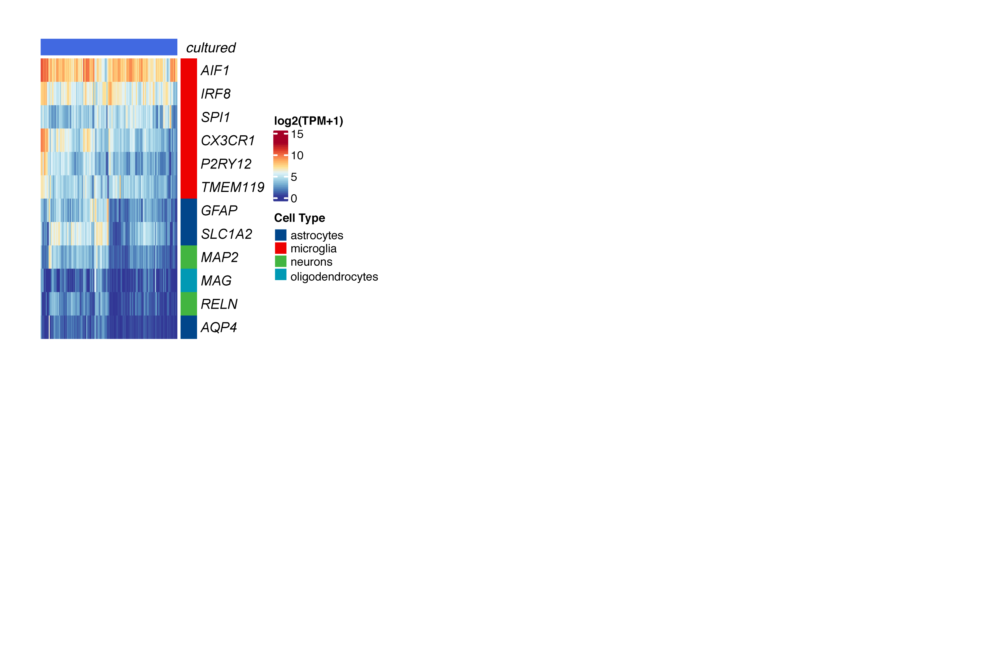 cultured
AIF1
IRF8
SPI1
CX3CR1
P2RY12
TMEM119
GFAP
SLC1A2
MAP2
MAG
RELN
AQP4
log2(TPM+1)
15
10
5
0
Cell Type
astrocytes
microglia
neurons
oligodendrocytes